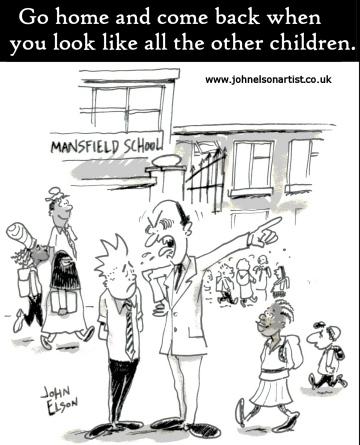 Go home and come back when
you look like all the other children.
www.johnelsonartist.co.uk
MANSFIELD SCHOOL
JOHN
ELSON